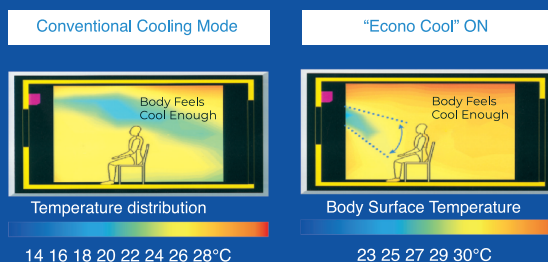 Conventional Cooling Mode
Body Feels
Cool Enough
Temperature distribution
14 16 18 20 22 24 26 28°C
“Econo Cool” ON
Body Feels
Cool Enough
Body Surface Temperature
23 25 27 29 30°C